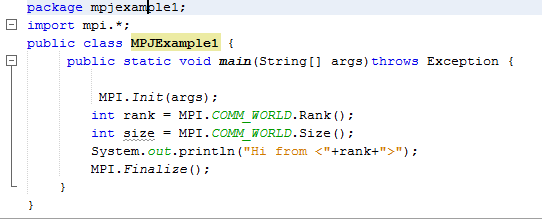 package mpjexample1;
import mpi.*;
public class MPJExample1 {
public static void main(String[] args)throws Exception {
MPI.Init(args);
int rank = MPI.COMM_WORLD.Rank();
int size = MPI.COMM_WORLD.Size();
System.out.println("Hi from <"+rank+">");
MPI.Finalize();
}
}